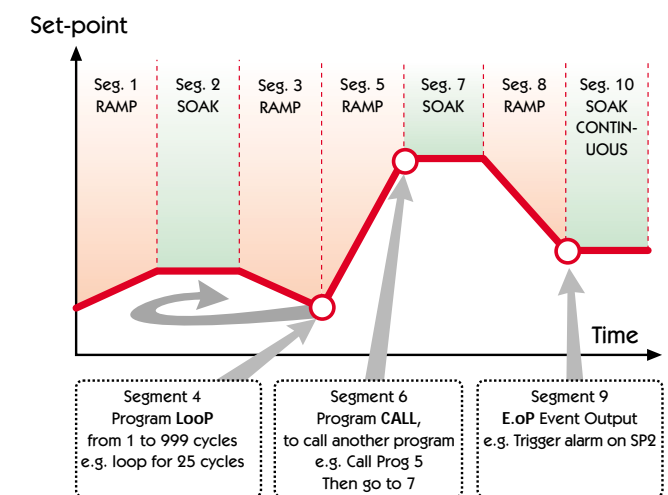 Set-point
Seg. 1
RAMP
Seg. 2
SOAK
Seg. 3
RAMP
Seg. 5
RAMP
Seg. 7
SOAK
Seg. 8
RAMP
Seg. 10
SOAK
CONTIN-
UOUS
Time
Segment 4
Program LooP
from 1 to 999 cycles
e.g. loop for 25 cycles
Segment 6
Program CALL,
to call another program
e.g. Call Prog 5
Then go to 7
Segment 9
E.oP Event Output
e.g. Trigger alarm on SP2